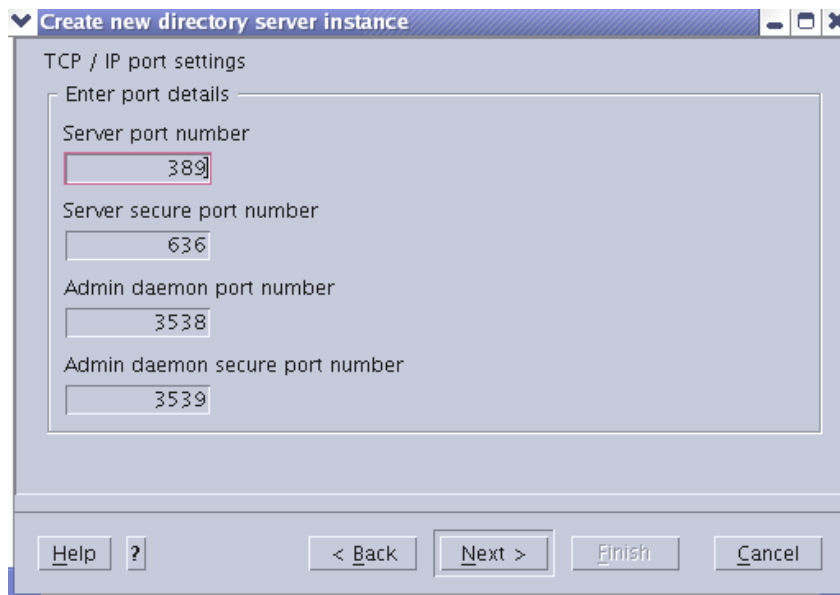 Create new directory server instance
TCP / IP port settings
Enter port details
Server port number
389
Server secure port number
636
Admin daemon port number
3538
Admin daemon secure port number
3539
Help ? < Back Next > Finish Cancel